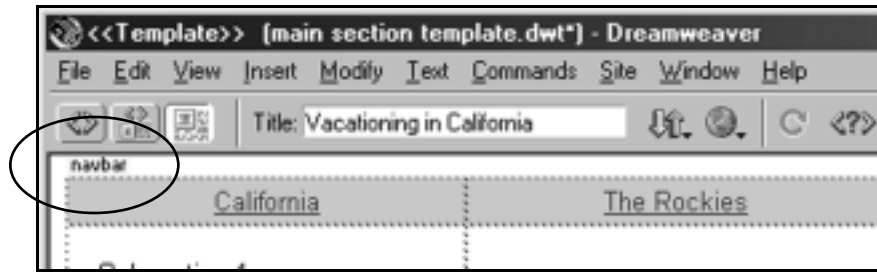 <<Template>> (main section template.dwt*) - Dreamweaver
File Edit View Insert Modify Text Commands Site Window Help
Title: Vacationing in California <?>
navbar
California The Rockies